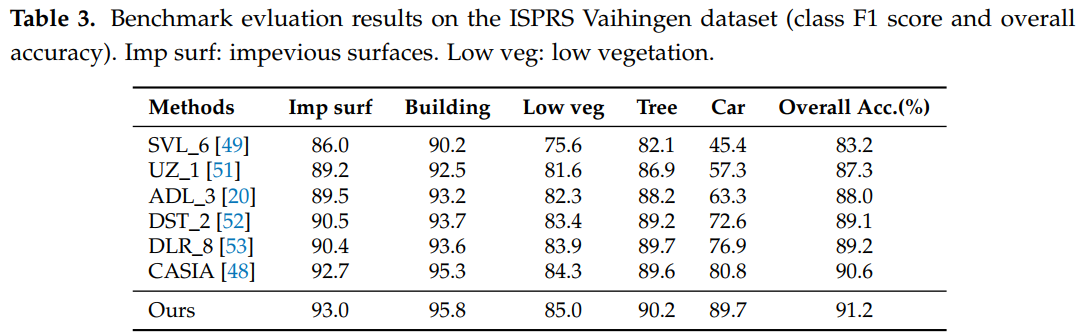 Table 3. Benchmark evluation results on the ISPRS Vaihingen dataset (class F1 score and overall
accuracy). Imp surf: impevious surfaces. Low veg: low vegetation.
Methods Imp surf Building Low veg Tree Car Overall Acc.(%)
SVL_6 [49] 86.0 90.2 75.6 82.1 45.4 83.2
UZ_1 [51] 89.2 92.5 81.6 86.9 57.3 87.3
ADL_3 [20] 89.5 93.2 82.3 88.2 63.3 88.0
DST_2 [52] 90.5 93.7 83.4 89.2 72.6 89.1
DLR_8 [53] 90.4 93.6 83.9 89.7 76.9 89.2
CASIA [48] 92.7 95.3 84.3 89.6 80.8 90.6
Ours 93.0 95.8 85.0 90.2 89.7 91.2